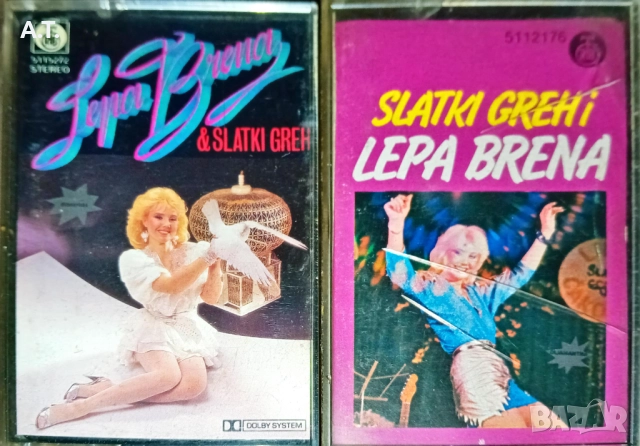 A.T.
STEREO
Lepa Brena
& SLATKI GREH
DOLBY SYSTEM
5112176
SLATKI GREH i
LEPA BRENA
BAZAR